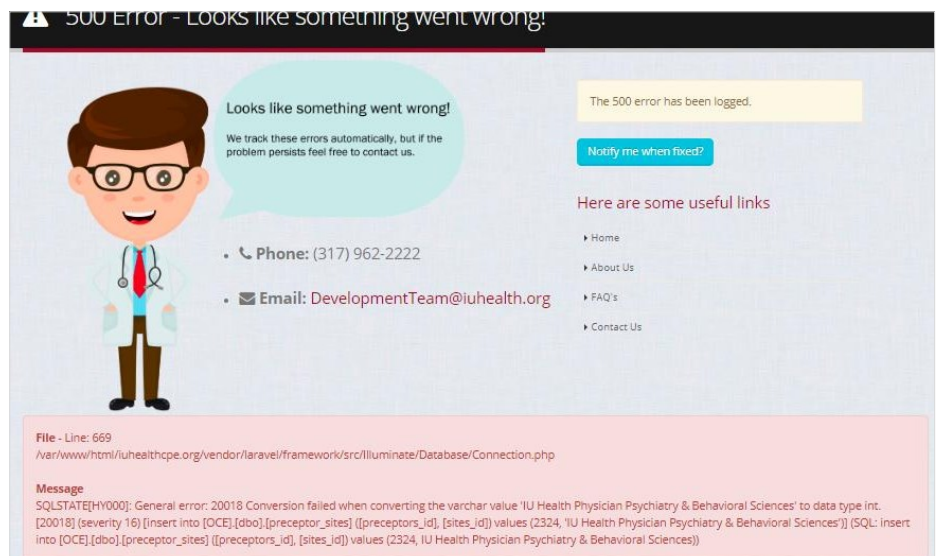 500 Error - Looks like something went wrong!
Looks like something went wrong!
We track these errors automatically, but if the
problem persists feel free to contact us.
Phone: (317) 962-2222
Email: DevelopmentTeam@iuhealth.org
The 500 error has been logged.
Notify me when fixed?
Here are some useful links
Home
About Us
FAQ's
Contact Us
File - Line: 669
/var/www/html/iuhealthcpe.org/vendor/laravel/framework/src/Illuminate/Database/Connection.php
Message
SQLSTATE[HY000]: General error: 20018 Conversion failed when converting the varchar value 'IU Health Physician Psychiatry & Behavioral Sciences' to data type int.
[20018] (severity 16) [insert into [OCE].[dbo].[preceptor_sites] ([preceptors_id], [sites_id]) values (2324, 'IU Health Physician Psychiatry & Behavioral Sciences')] (SQL: insert
into [OCE].[dbo].[preceptor_sites] ([preceptors_id], [sites_id]) values (2324, IU Health Physician Psychiatry & Behavioral Sciences))